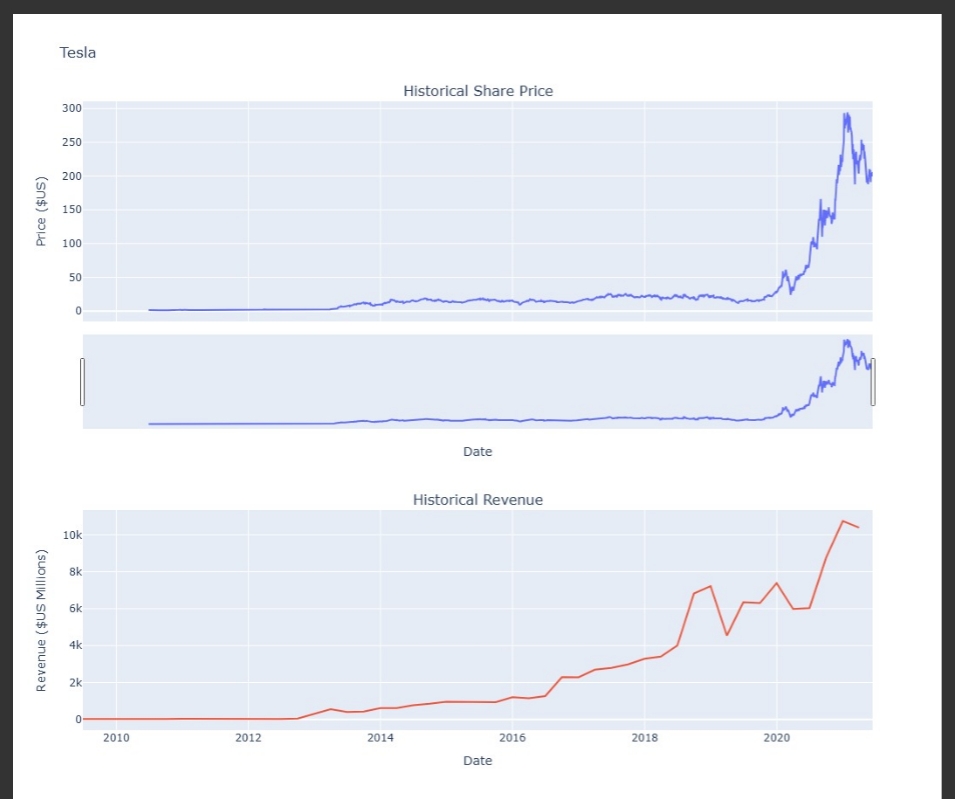 Tesla
Historical Share Price
Price ($US)
300
250
200
150
100
50
0
Date
Historical Revenue
Revenue ($US Millions)
10k
8k
6k
4k
2k
0
2010 2012 2014 2016 2018 2020
Date